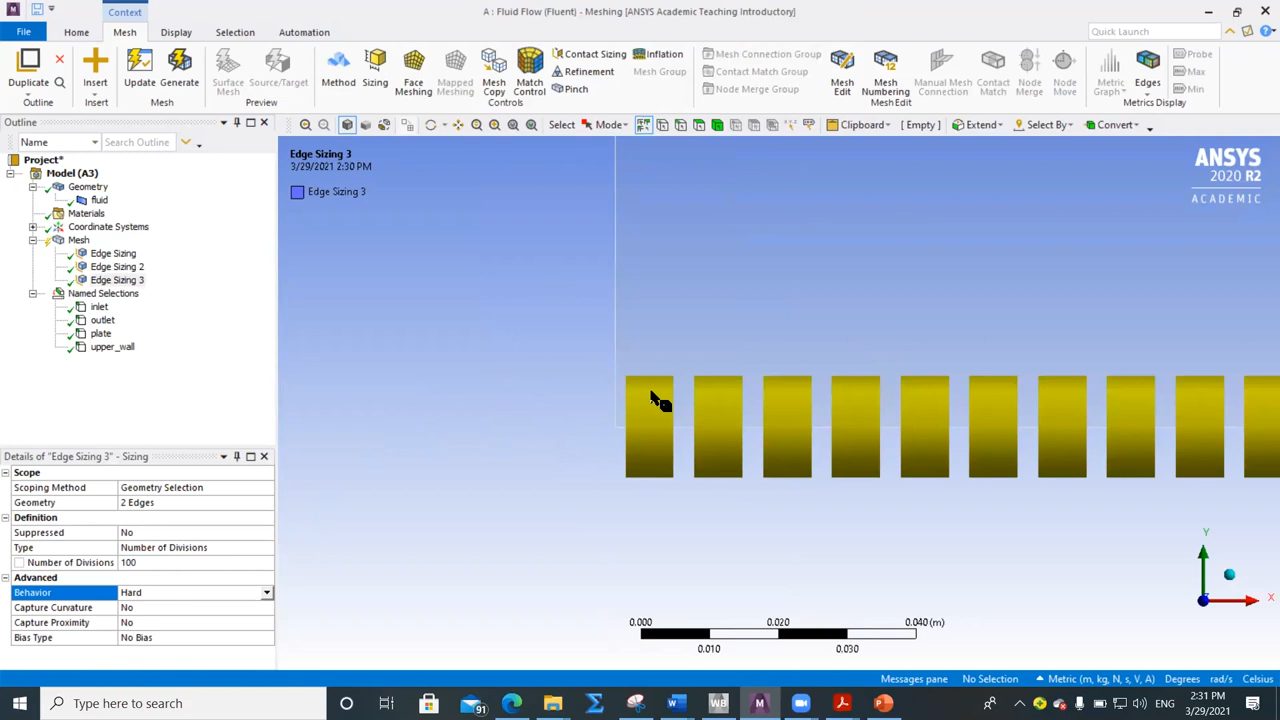 Context
A : Fluid Flow (Fluent) - Meshing [ANSYS Academic Teaching Introductory]
File Home Mesh Display Selection Automation Quick Launch
Duplicate
Outline
Insert
Insert
Update Generate
Mesh
Surface Mesh Source/Target
Preview
Method Sizing Face Meshing Mapped Meshing Mesh Copy Match Control
Contact Sizing
Refinement
Pinch
Controls
Inflation
Mesh Group
Mesh Connection Group
Contact Match Group
Node Merge Group
Mesh Edit Mesh Numbering Manual Mesh Connection Contact Match Node Merge Node Move
Mesh Edit
Metric Graph Edges
Probe
Max
Min
Metrics Display
Select Mode Clipboard [ Empty ] Extend Select By Convert
Outline
Name Search Outline
Project*
Model (A3)
Geometry
fluid
Materials
Coordinate Systems
Mesh
Edge Sizing
Edge Sizing 2
Edge Sizing 3
Named Selections
inlet
outlet
plate
upper_wall
Details of "Edge Sizing 3" - Sizing
Scope
Scoping Method Geometry Selection
Geometry 2 Edges
Definition
Suppressed No
Type Number of Divisions
Number of Divisions 100
Advanced
Behavior Hard
Capture Curvature No
Capture Proximity No
Bias Type No Bias
Edge Sizing 3
3/29/2021 2:30 PM
Edge Sizing 3
ANSYS
2020 R2
ACADEMIC
Y
X
Z
0.000 0.020 0.040 (m)
0.010 0.030
Messages pane No Selection Metric (m, kg, N, s, V, A) Degrees rad/s Celsius
Type here to search
91
WB
M
ENG
2:31 PM
3/29/2021